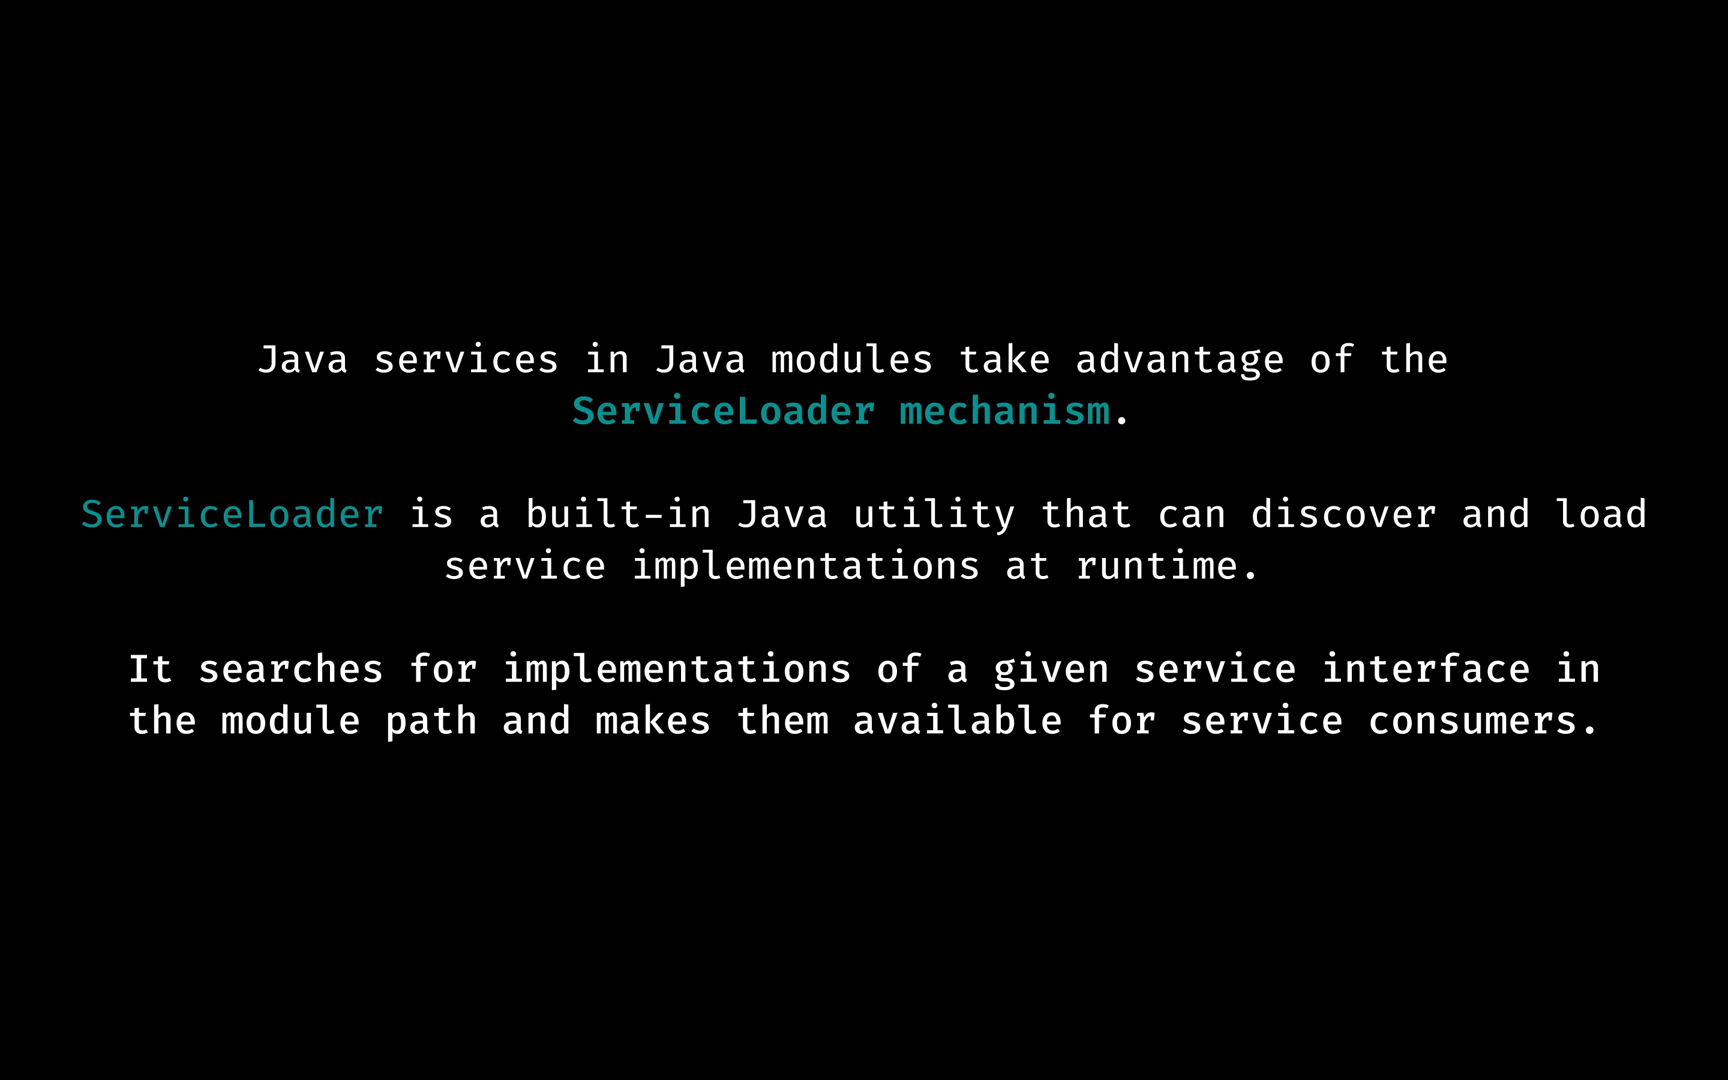 Java services in Java modules take advantage of the
ServiceLoader mechanism.
ServiceLoader is a built-in Java utility that can discover and load
service implementations at runtime.
It searches for implementations of a given service interface in
the module path and makes them available for service consumers.